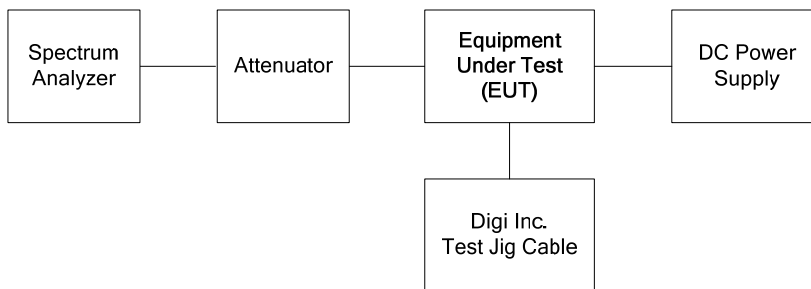 Spectrum
Analyzer
Attenuator
Equipment
Under Test
(EUT)
DC Power
Supply
Digi Inc.
Test Jig Cable